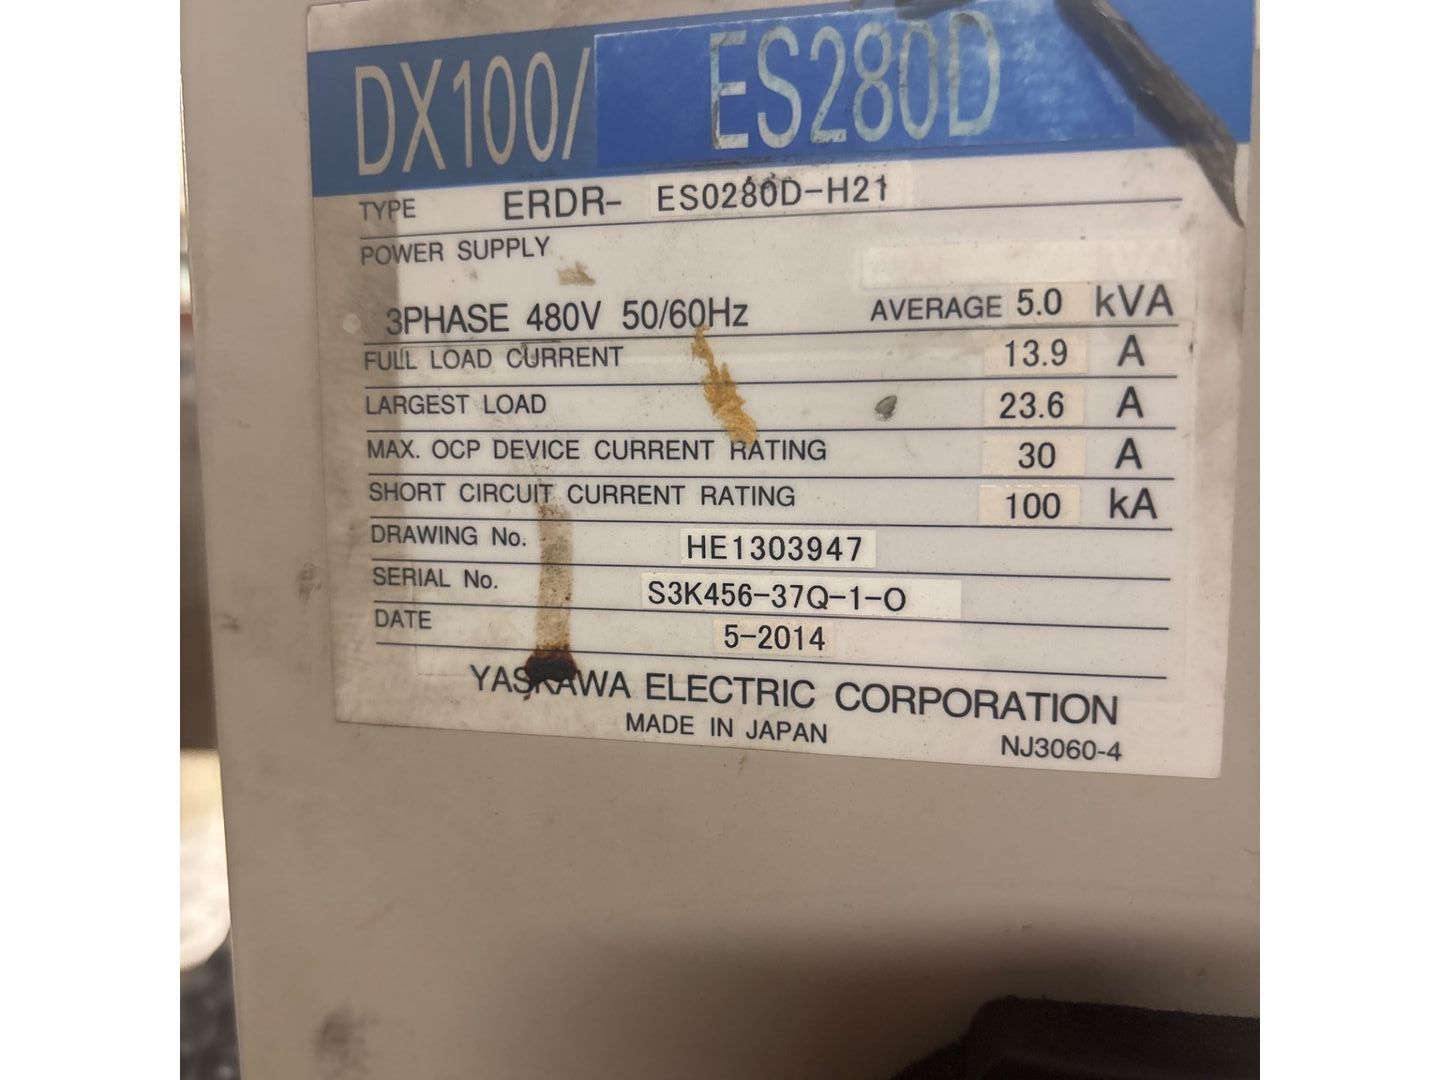 DX100/ ES280D
TYPE ERDR- ES0280D-H21
POWER SUPPLY
3PHASE 480V 50/60Hz AVERAGE 5.0 kVA
FULL LOAD CURRENT 13.9 A
LARGEST LOAD 23.6 A
MAX. OCP DEVICE CURRENT RATING 30 A
SHORT CIRCUIT CURRENT RATING 100 kA
DRAWING No. HE1303947
SERIAL No. S3K456-37Q-1-O
DATE 5-2014
YASKAWA ELECTRIC CORPORATION
MADE IN JAPAN NJ3060-4